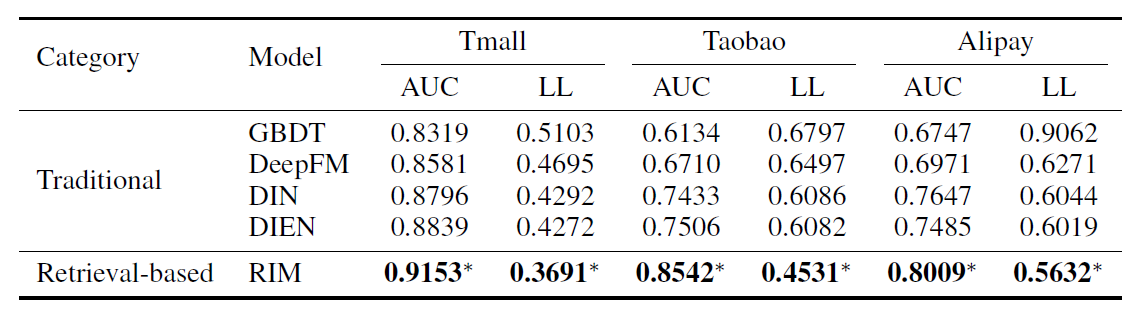 Category Model Tmall Taobao Alipay
AUC LL AUC LL AUC LL
Traditional
GBDT 0.8319 0.5103 0.6134 0.6797 0.6747 0.9062
DeepFM 0.8581 0.4695 0.6710 0.6497 0.6971 0.6271
DIN 0.8796 0.4292 0.7433 0.6086 0.7647 0.6044
DIEN 0.8839 0.4272 0.7506 0.6082 0.7485 0.6019
Retrieval-based RIM 0.9153* 0.3691* 0.8542* 0.4531* 0.8009* 0.5632*